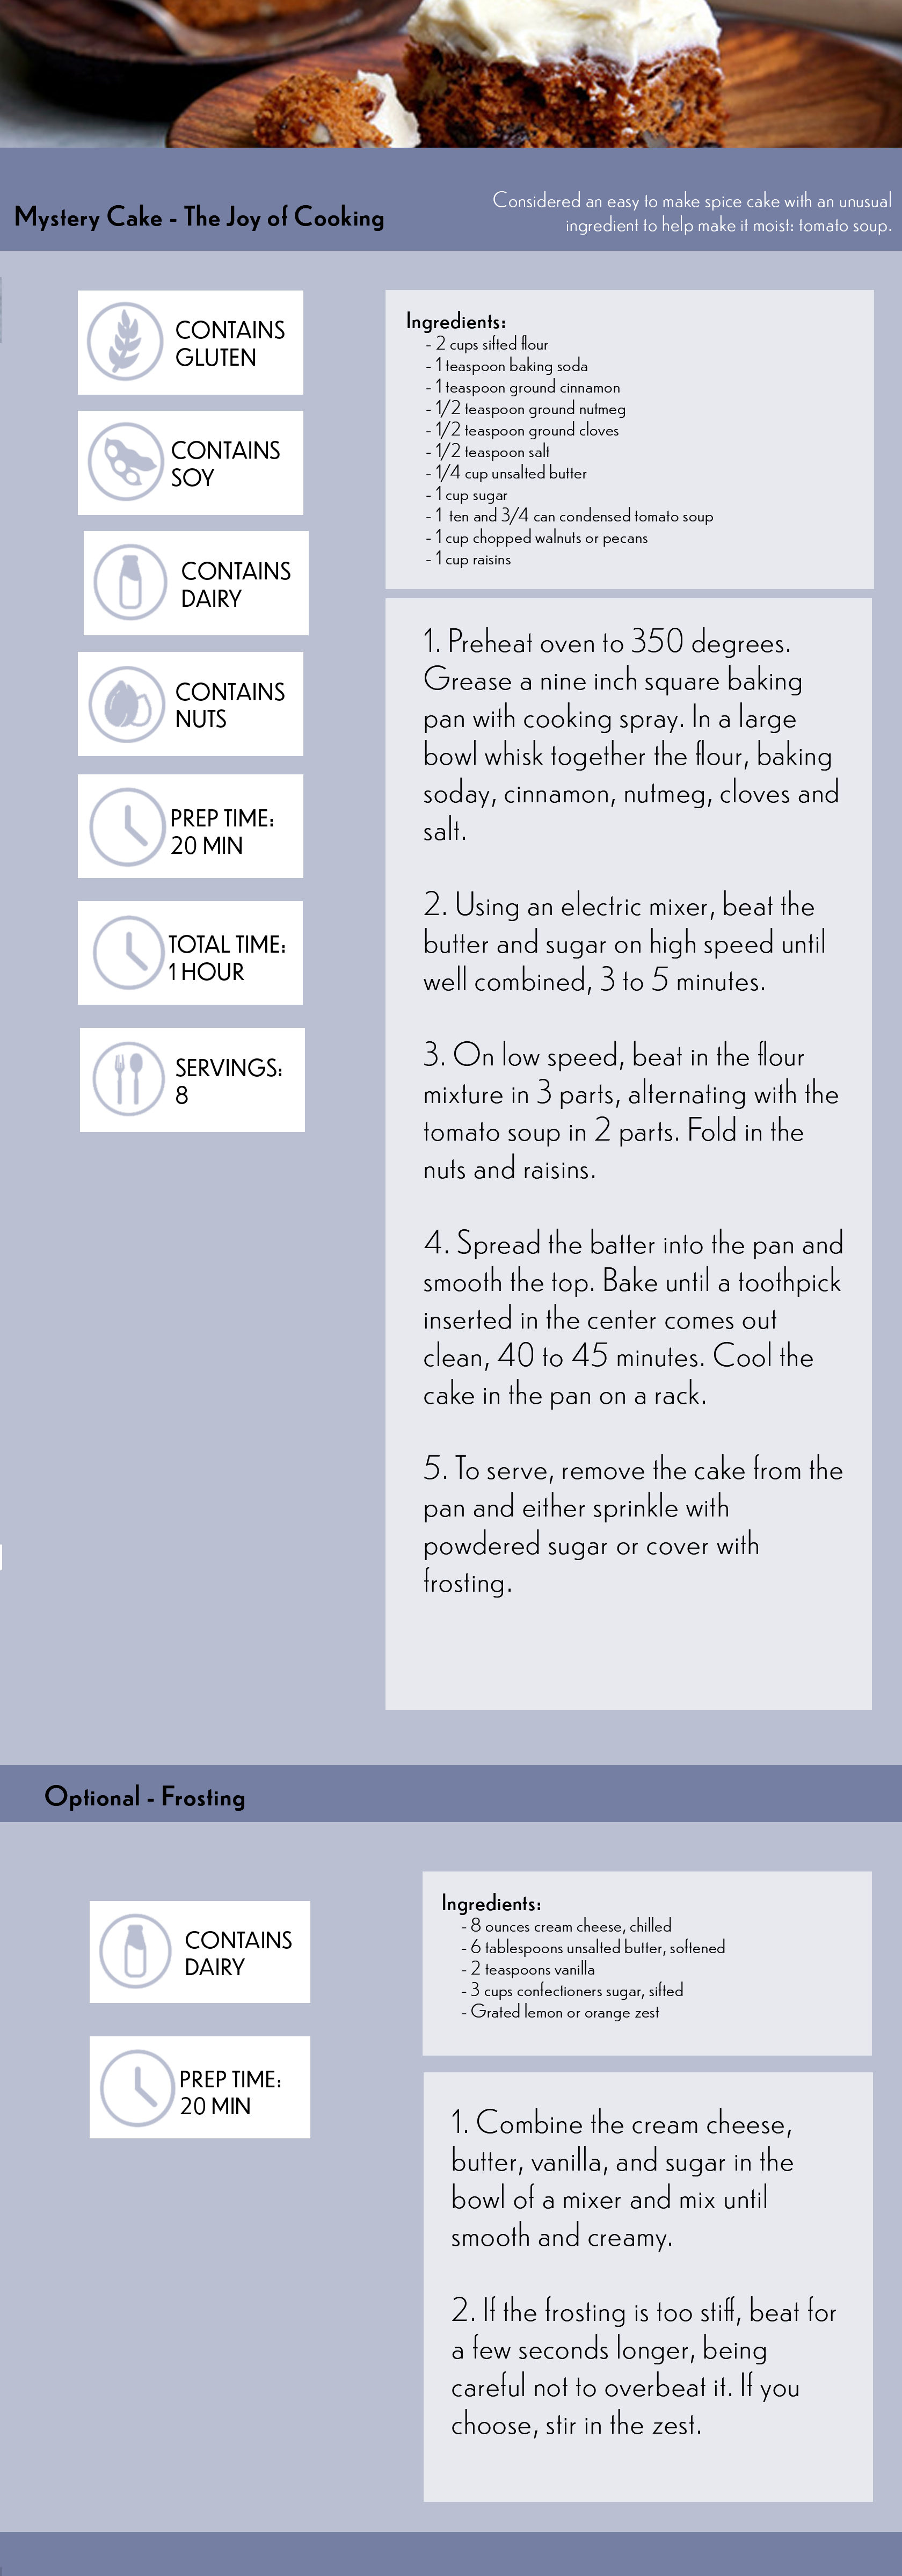 Mystery Cake - The Joy of Cooking
Considered an easy to make spice cake with an unusual
ingredient to help make it moist: tomato soup.
CONTAINS
GLUTEN
CONTAINS
SOY
CONTAINS
DAIRY
CONTAINS
NUTS
PREP TIME:
20 MIN
TOTAL TIME:
1 HOUR
SERVINGS:
8
Ingredients:
- 2 cups sifted flour
- 1 teaspoon baking soda
- 1 teaspoon ground cinnamon
- 1/2 teaspoon ground nutmeg
- 1/2 teaspoon ground cloves
- 1/2 teaspoon salt
- 1/4 cup unsalted butter
- 1 cup sugar
- 1 ten and 3/4 can condensed tomato soup
- 1 cup chopped walnuts or pecans
- 1 cup raisins
1. Preheat oven to 350 degrees.
Grease a nine inch square baking
pan with cooking spray. In a large
bowl whisk together the flour, baking
soday, cinnamon, nutmeg, cloves and
salt.
2. Using an electric mixer, beat the
butter and sugar on high speed until
well combined, 3 to 5 minutes.
3. On low speed, beat in the flour
mixture in 3 parts, alternating with the
tomato soup in 2 parts. Fold in the
nuts and raisins.
4. Spread the batter into the pan and
smooth the top. Bake until a toothpick
inserted in the center comes out
clean, 40 to 45 minutes. Cool the
cake in the pan on a rack.
5. To serve, remove the cake from the
pan and either sprinkle with
powdered sugar or cover with
frosting.
Optional - Frosting
CONTAINS
DAIRY
PREP TIME:
20 MIN
Ingredients:
- 8 ounces cream cheese, chilled
- 6 tablespoons unsalted butter, softened
- 2 teaspoons vanilla
- 3 cups confectioners sugar, sifted
- Grated lemon or orange zest
1. Combine the cream cheese,
butter, vanilla, and sugar in the
bowl of a mixer and mix until
smooth and creamy.
2. If the frosting is too stiff, beat for
a few seconds longer, being
careful not to overbeat it. If you
choose, stir in the zest.